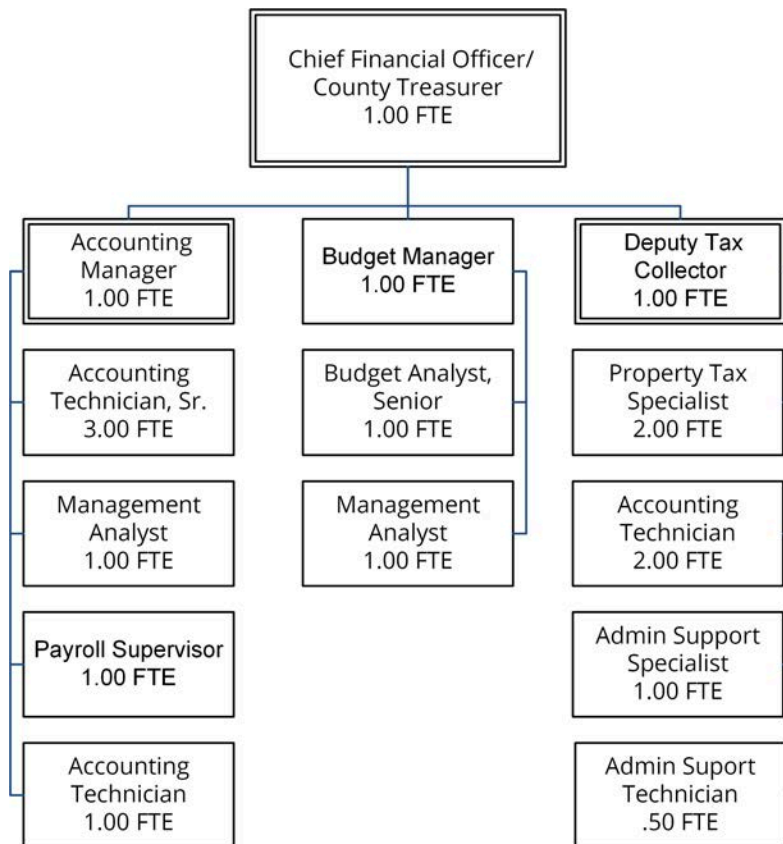 Chief Financial Officer/
County Treasurer
1.00 FTE
Accounting
Manager
1.00 FTE
Budget Manager
1.00 FTE
Deputy Tax
Collector
1.00 FTE
Accounting
Technician, Sr.
3.00 FTE
Budget Analyst,
Senior
1.00 FTE
Property Tax
Specialist
2.00 FTE
Management
Analyst
1.00 FTE
Management
Analyst
1.00 FTE
Accounting
Technician
2.00 FTE
Payroll Supervisor
1.00 FTE
Admin Support
Specialist
1.00 FTE
Accounting
Technician
1.00 FTE
Admin Suport
Technician
.50 FTE